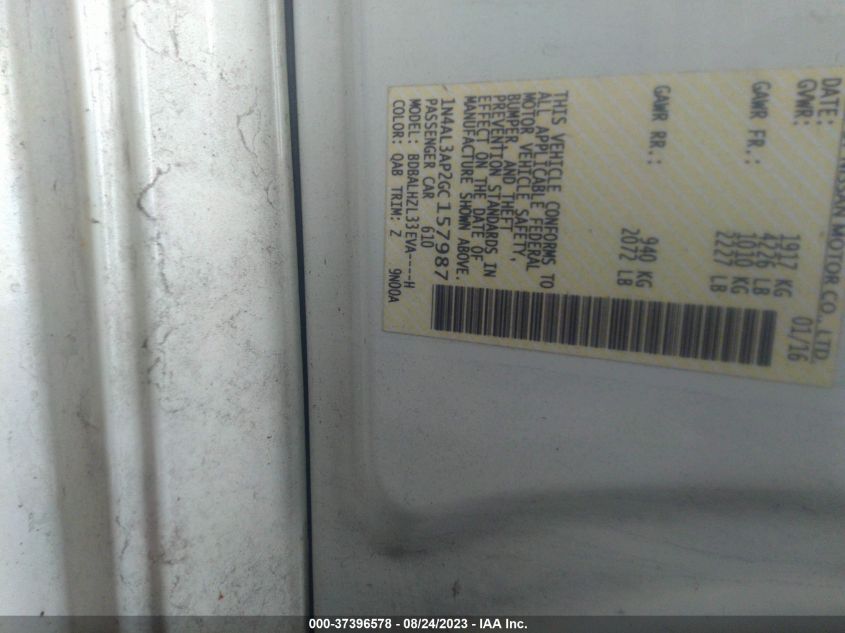 NISSAN MOTOR CO., LTD.
DATE: 01/16
GVWR: 1917 KG
4226 LB
GAWR FR.: 1010 KG
2227 LB
GAWR RR.: 940 KG
2072 LB
THIS VEHICLE CONFORMS TO
ALL APPLICABLE FEDERAL
MOTOR VEHICLE SAFETY,
BUMPER, AND THEFT
PREVENTION STANDARDS IN
EFFECT ON THE DATE OF
MANUFACTURE SHOWN ABOVE.
1N4AL3AP2GC157987
PASSENGER CAR 610
MODEL: BDBALHZL33EVA----H
COLOR: QAB TRIM: Z 9N00A
000-37396578 - 08/24/2023 - IAA Inc.